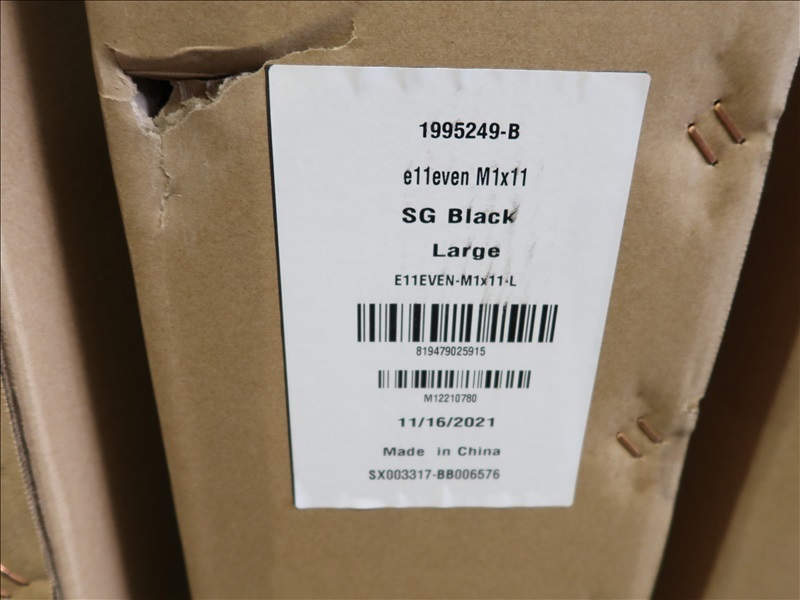 1995249-B
e11even M1x11
SG Black
Large
E11EVEN-M1x11-L
819479025915
M12210780
11/16/2021
Made in China
SX003317-BB006576